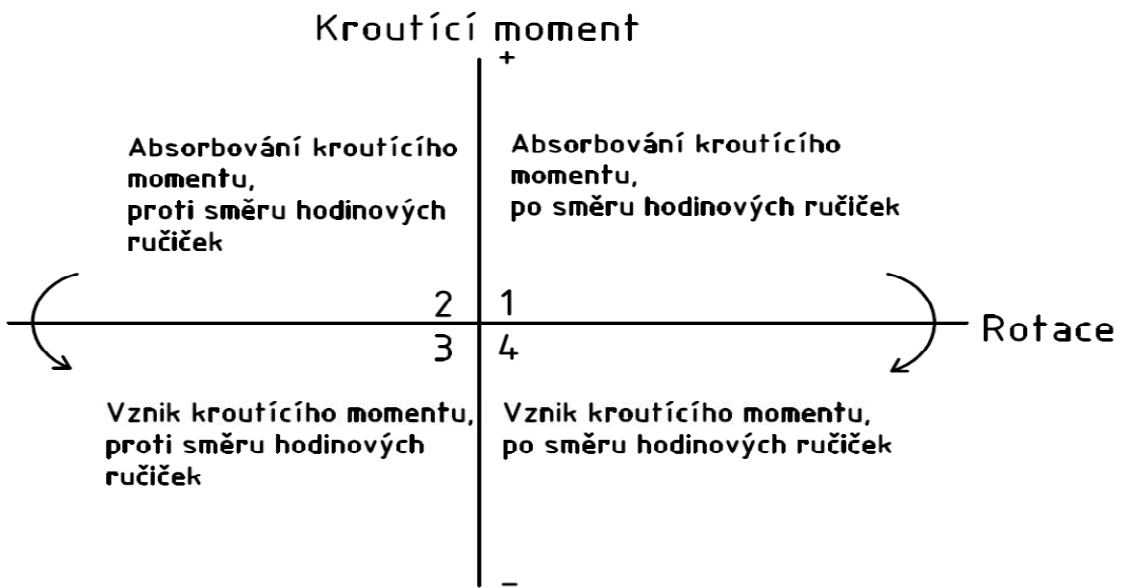 Kroutící moment
+
Absorbování kroutícího
momentu,
proti směru hodinových
ručiček
Absorbování kroutícího
momentu,
po směru hodinových ručiček
2
1
Rotace
3
4
Vznik kroutícího momentu,
proti směru hodinových
ručiček
Vznik kroutícího momentu,
po směru hodinových ručiček
-